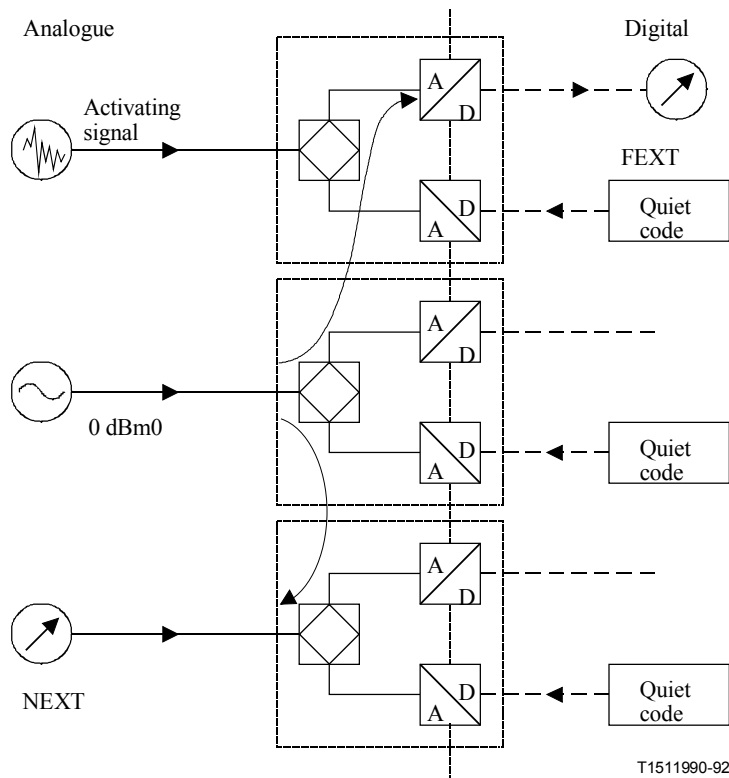 Analogue
Digital
A
D
Activating
signal
FEXT
D
A
Quiet
code
A
D
0 dBm0
D
A
Quiet
code
A
D
NEXT
D
A
Quiet
code
T1511990-92